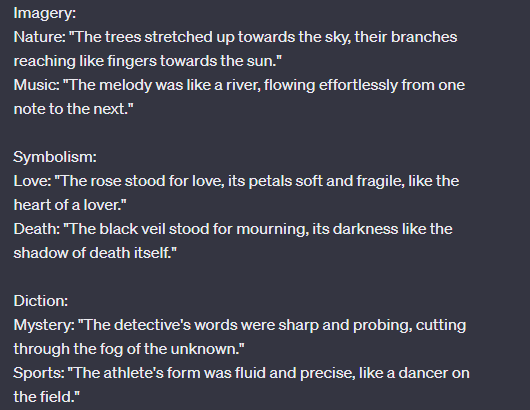 Imagery:
Nature: "The trees stretched up towards the sky, their branches
reaching like fingers towards the sun."
Music: "The melody was like a river, flowing effortlessly from one
note to the next."
Symbolism:
Love: "The rose stood for love, its petals soft and fragile, like the
heart of a lover."
Death: "The black veil stood for mourning, its darkness like the
shadow of death itself."
Diction:
Mystery: "The detective's words were sharp and probing, cutting
through the fog of the unknown."
Sports: "The athlete's form was fluid and precise, like a dancer on
the field."